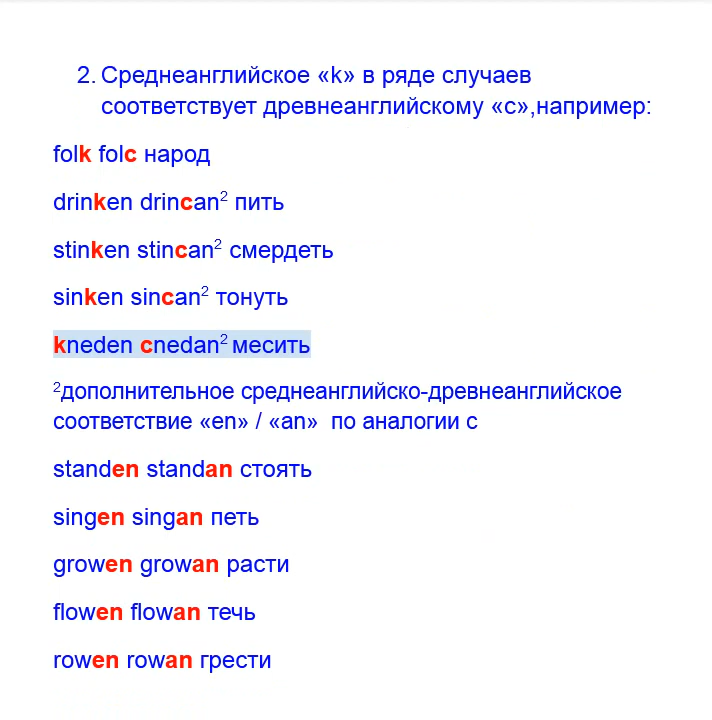 2. Среднеанглийское «k» в ряде случаев
соответствует древнеанглийскому «c»,например:
folk folc народ
drinken drincan² пить
stinken stincan² смердеть
sinken sincan² тонуть
kneden cnedan² месить
²дополнительное среднеанглийско-древнеанглийское
соответствие «en» / «an»  по аналогии с
standen standan стоять
singen singan петь
growen growan расти
flowen flowan течь
rowen rowan грести